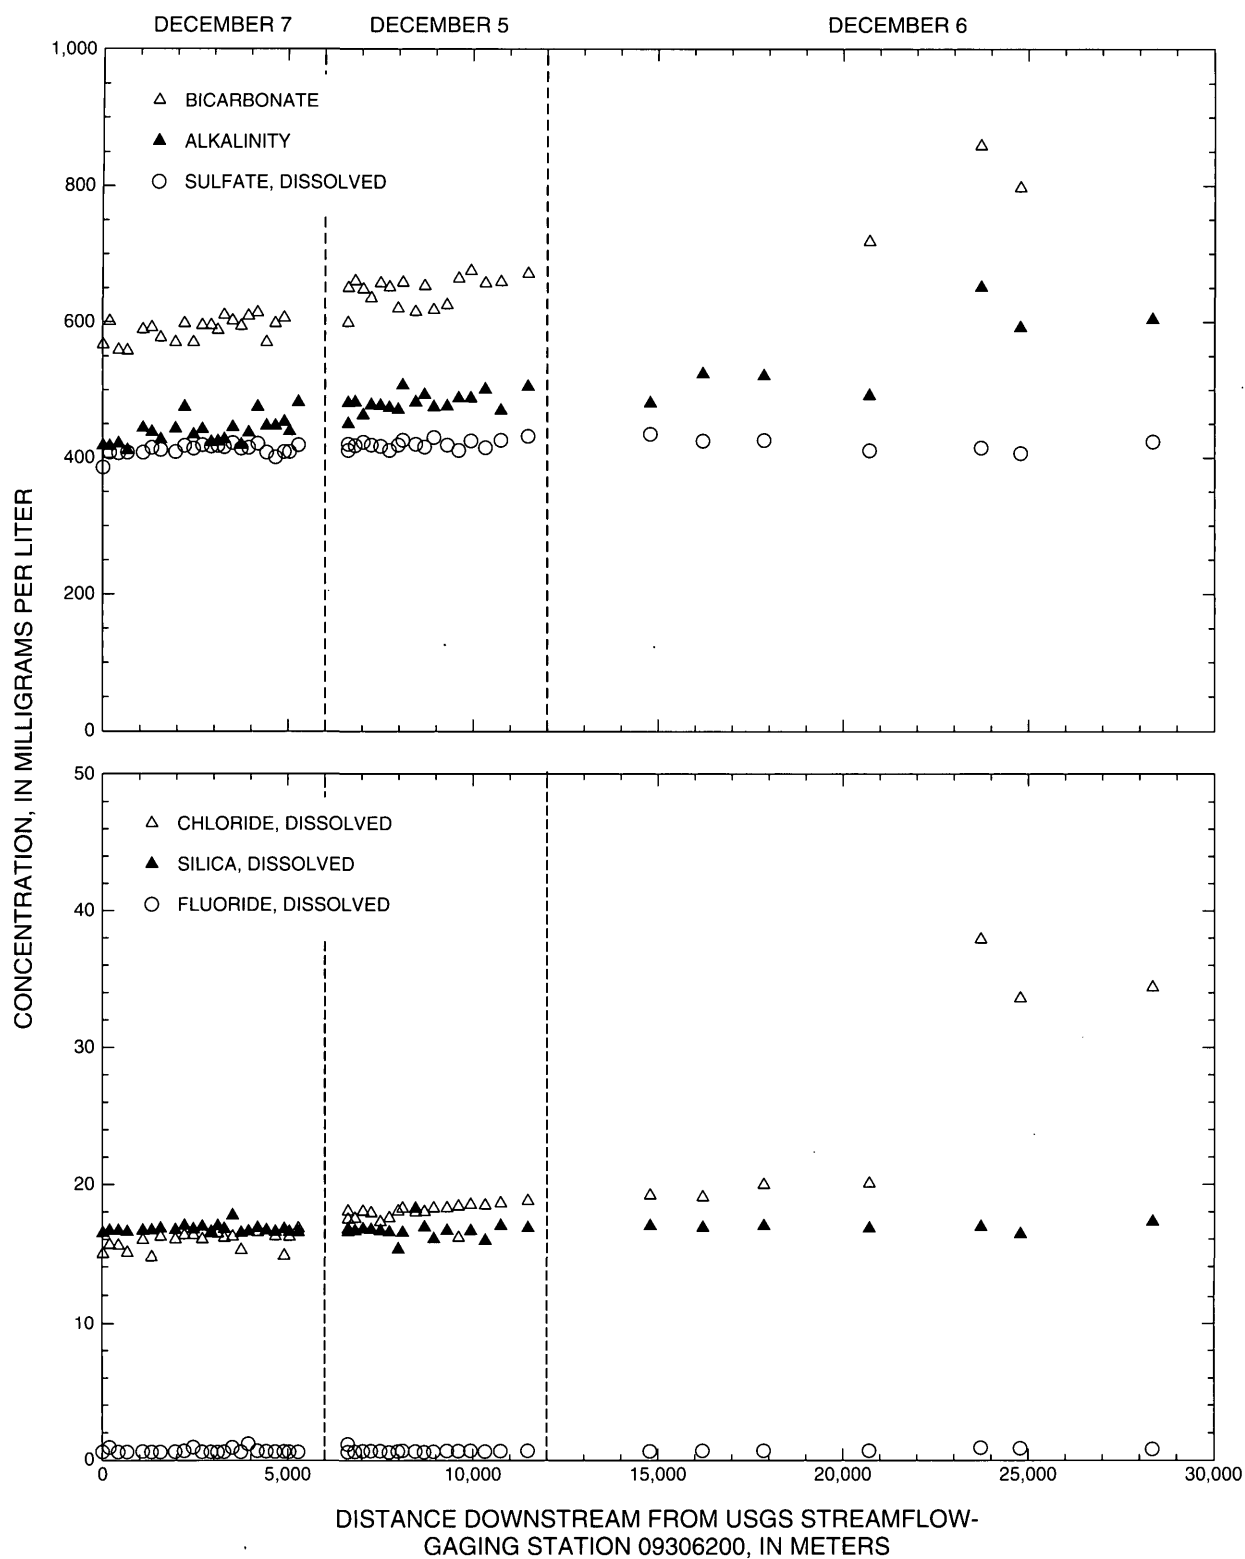 DECEMBER 7 DECEMBER 5 DECEMBER 6
1,000
BICARBONATE
ALKALINITY
SULFATE, DISSOLVED
800
600
400
200
0
CONCENTRATION, IN MILLIGRAMS PER LITER
50
CHLORIDE, DISSOLVED
SILICA, DISSOLVED
FLUORIDE, DISSOLVED
40
30
20
10
0
0 5,000 10,000 15,000 20,000 25,000 30,000
DISTANCE DOWNSTREAM FROM USGS STREAMFLOW-
GAGING STATION 09306200, IN METERS